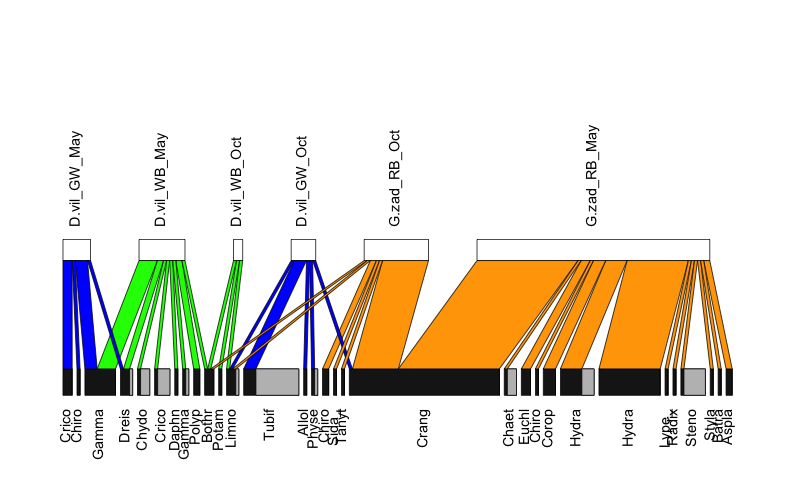 D.vil_GW_May
D.vil_WB_May
D.vil_WB_Oct
D.vil_GW_Oct
G.zad_RB_Oct
G.zad_RB_May
Crico
Chiro
Gamma
Dreis
Chydo
Crico
Daphn
Gamma
Polyp
Bothr
Potam
Limno
Tubif
Allol
Physe
Chiro
Sida
Tanyt
Crang
Chaet
Euchl
Chiro
Corop
Hydra
Hydra
Lype
Radix
Steno
Styla
Batra
Aspla